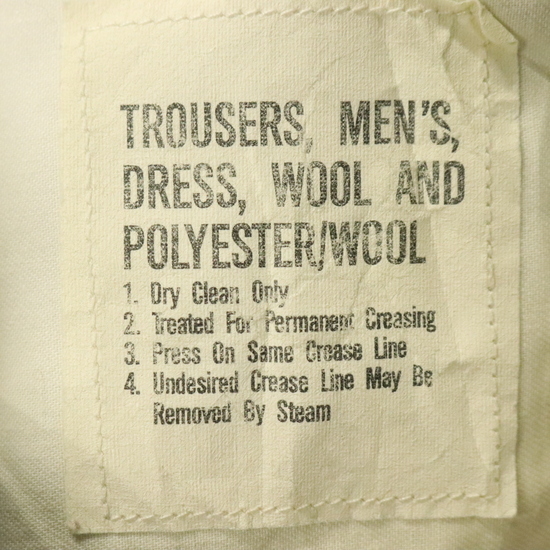 TROUSERS, MEN'S,
DRESS, WOOL AND
POLYESTER/WOOL
1. Dry Clean Only
2. Treated For Permanent Creasing
3. Press On Same Crease Line
4. Undesired Crease Line May Be
Removed By Steam